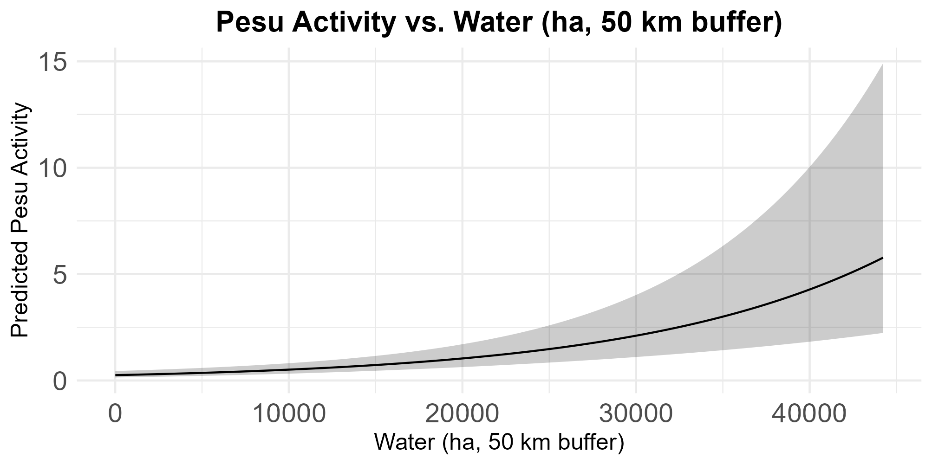 Pesu Activity vs. Water (ha, 50 km buffer)
Predicted Pesu Activity
15
10
5
0
0 10000 20000 30000 40000
Water (ha, 50 km buffer)